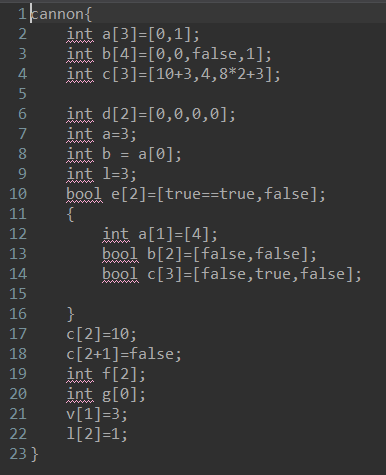 1 cannon{
2     int a[3]=[0,1];
3     int b[4]=[0,0,false,1];
4     int c[3]=[10+3,4,8*2+3];
5
6     int d[2]=[0,0,0,0];
7     int a=3;
8     int b = a[0];
9     int l=3;
10     bool e[2]=[true==true,false];
11     {
12         int a[1]=[4];
13         bool b[2]=[false,false];
14         bool c[3]=[false,true,false];
15
16     }
17     c[2]=10;
18     c[2+1]=false;
19     int f[2];
20     int g[0];
21     v[1]=3;
22     l[2]=1;
23 }